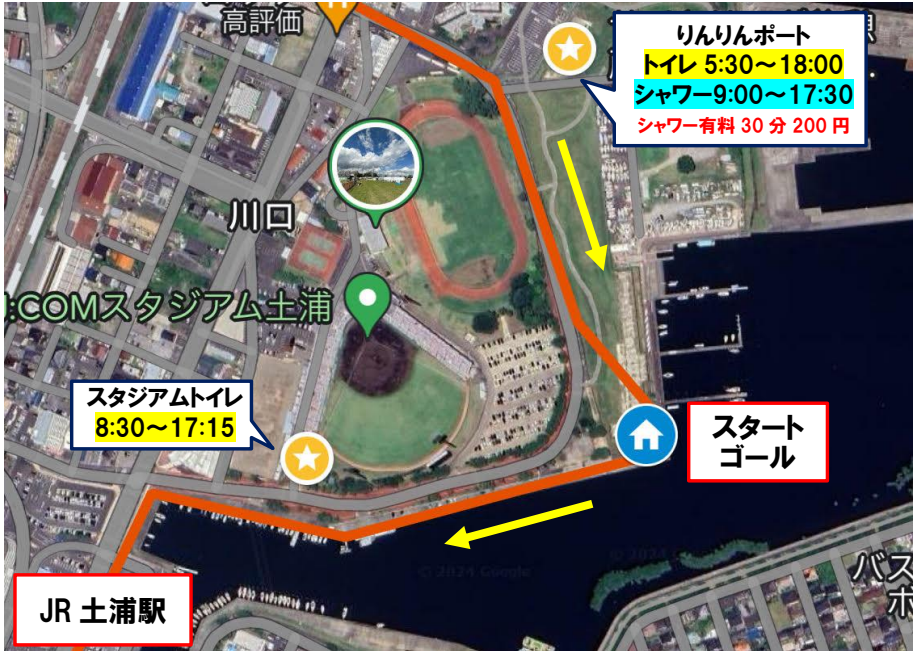 高評価
りんりんポート
トイレ 5:30～18:00
シャワー9:00～17:30
シャワー有料 30 分 200 円
川口
:COMスタジアム土浦
スタジアムトイレ
8:30～17:15
スタート
ゴール
© 2024 Google
JR 土浦駅
バス
ポ